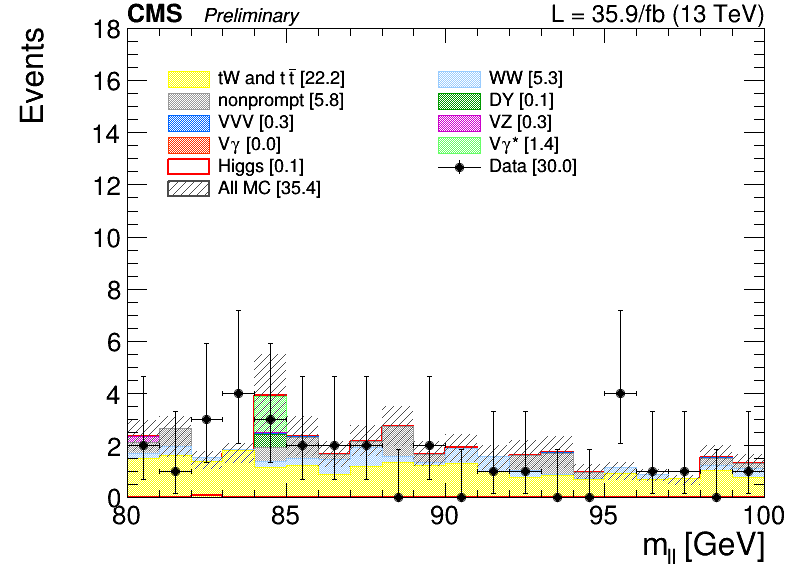 CMS Preliminary L = 35.9/fb (13 TeV)
Events
18
16
14
12
10
8
6
4
2
0
tW and t t̅ [22.2]
nonprompt [5.8]
VVV [0.3]
Vγ [0.0]
Higgs [0.1]
All MC [35.4]
WW [5.3]
DY [0.1]
VZ [0.3]
Vγ* [1.4]
Data [30.0]
80 85 90 95 100
m_ll [GeV]